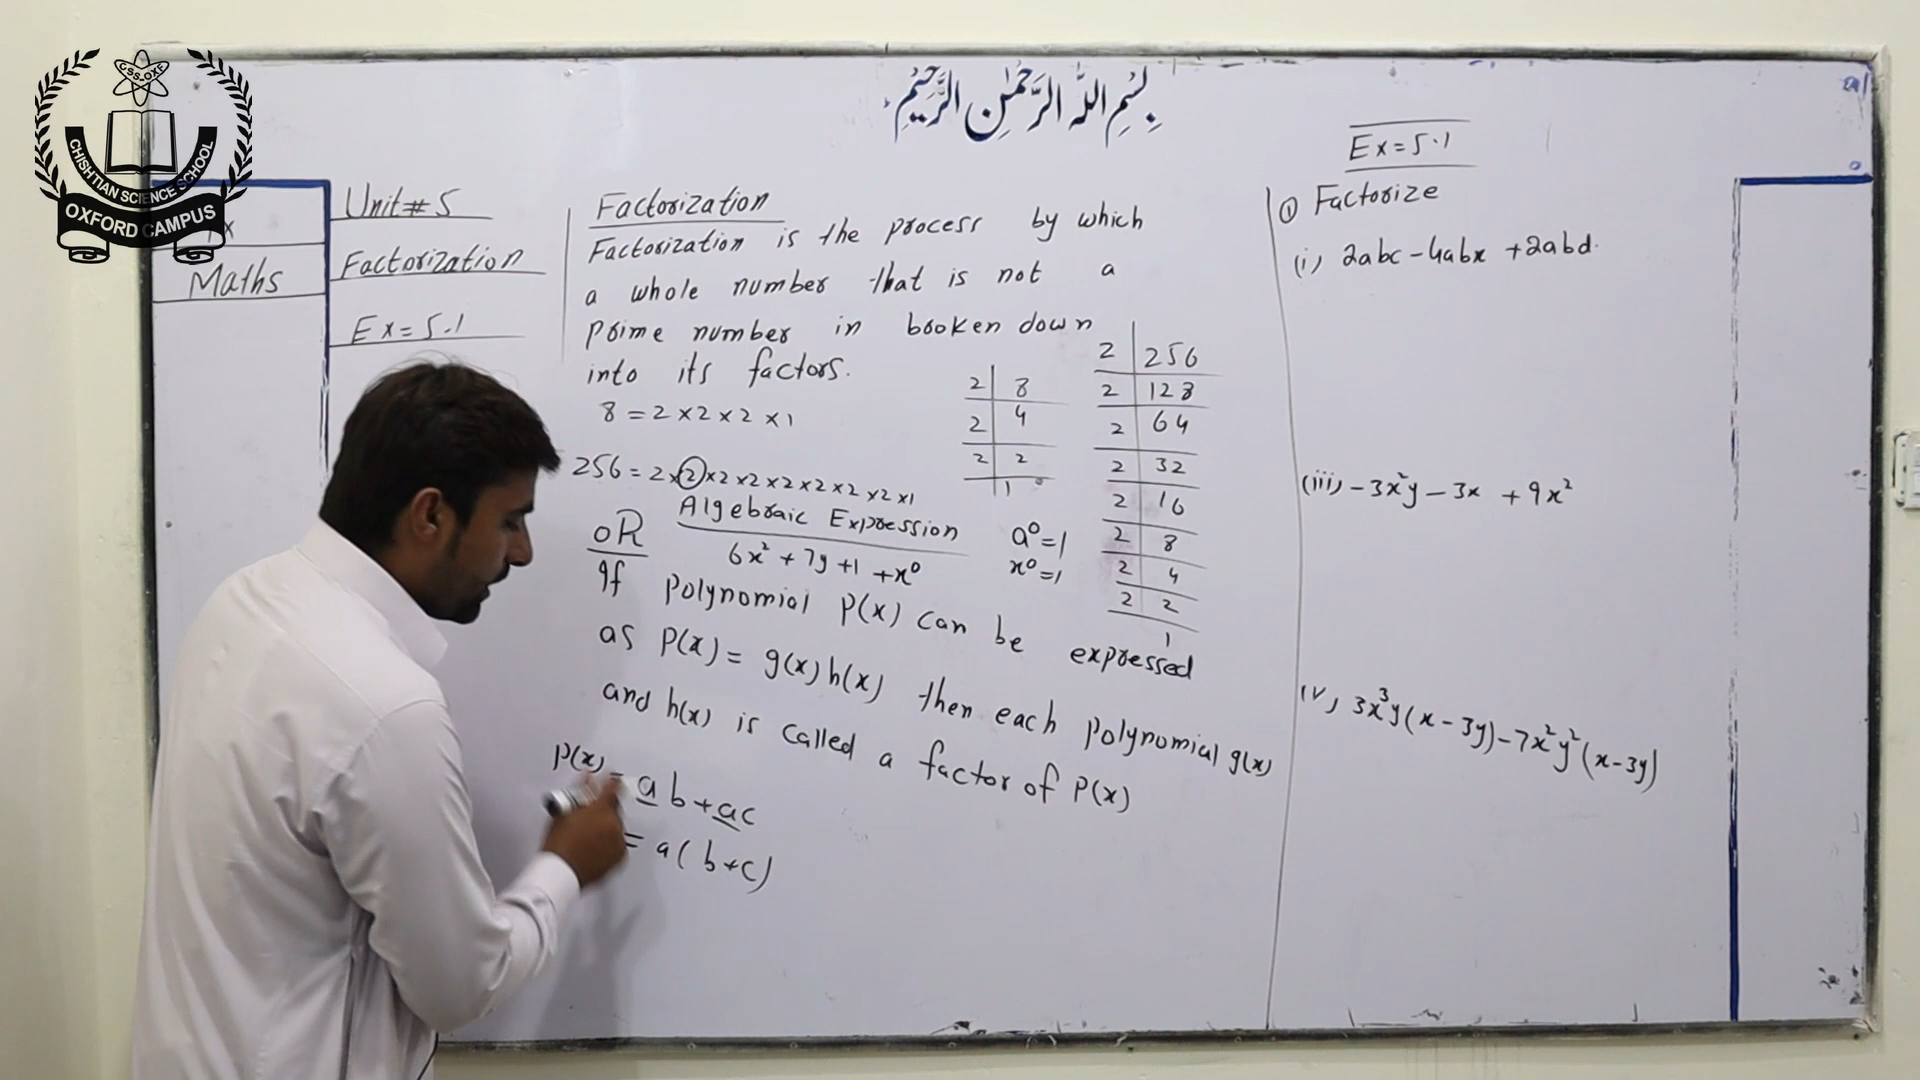 بِسْمِ اللّٰہِ الرَّحْمٰنِ الرَّحِیْمِ
CSS-OXF
CHISHTIAN SCIENCE SCHOOL
OXFORD CAMPUS
Maths
Unit # 5
Factorization
Ex = 5.1
Factorization
Factorization is the process by which
a whole number that is not a
prime number in brokendown
into its factors.
8 = 2 × 2 × 2 × 1
256 = 2 × 2 × 2 × 2 × 2 × 2 × 2 × 2 × 1
2 | 8
2 | 4
2 | 2
1
2 | 256
2 | 128
2 | 64
2 | 32
2 | 16
2 | 8
2 | 4
2 | 2
1
oR
Algebraic Expression
6x² + 7y + 1 + x⁰
a⁰ = 1
x⁰ = 1
If polynomial P(x) can be expressed
as P(x) = g(x) h(x) then each polynomial g(x)
and h(x) is called a factor of P(x)
P(x) = ab + ac
= a(b+c)
Ex = 5.1
① Factorize
(i) 2abc - 4abx + 2abd.
(iii) -3x²y - 3x + 9x²
(v) 3x³y(x - 3y) - 7x²y²(x - 3y)